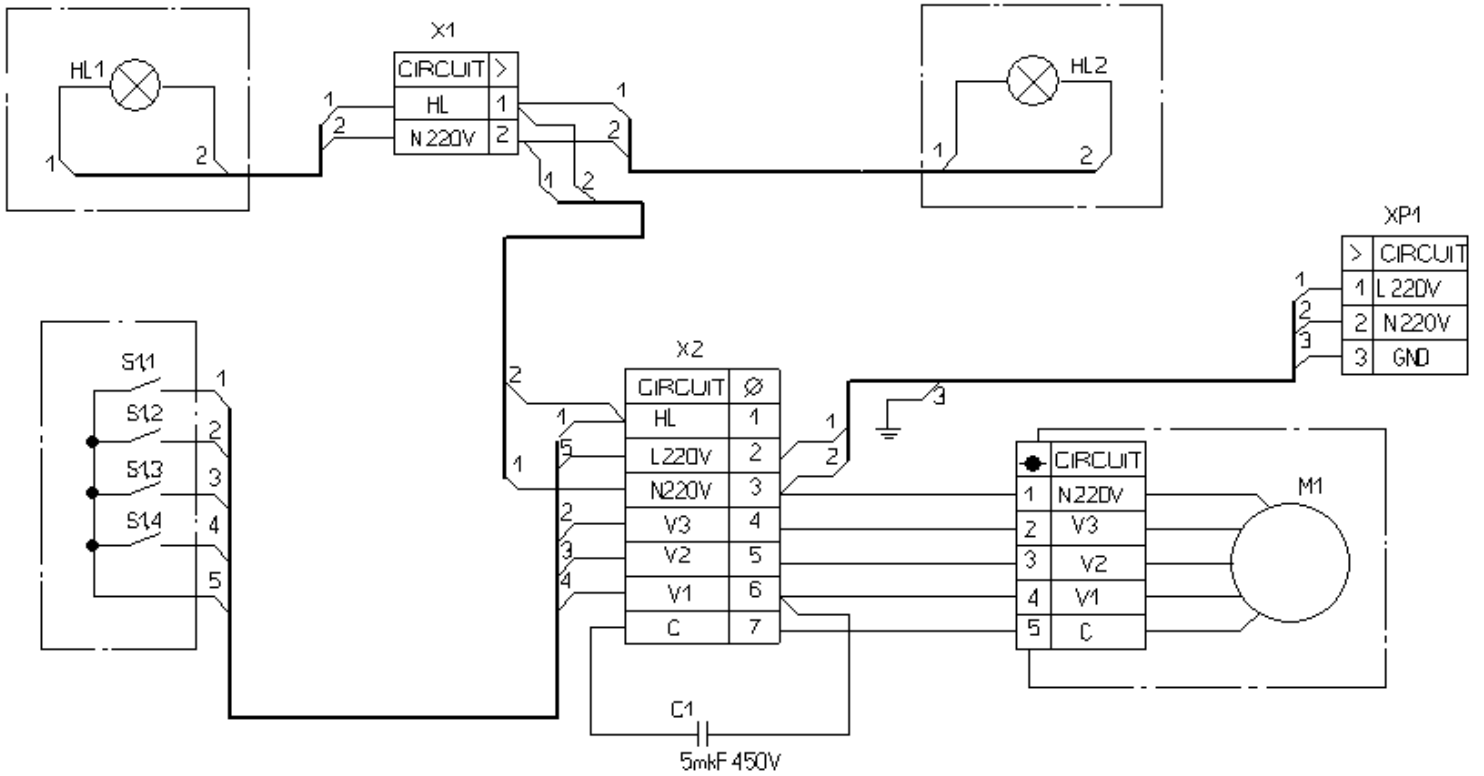 X1
CIRCUIT >
HL 1
N 220V 2
HL1
1
2
1
2
1
2
1
2
HL2
1
2
XP1
> CIRCUIT
1 L 220V
2 N 220V
3 GND
1
2
3
S1,1
S1,2
S1,3
S1,4
1
2
3
4
5
X2
CIRCUIT Ø
HL 1
L 220V 2
N220V 3
V3 4
V2 5
V1 6
C 7
2
1
1
5
2
3
4
1
2
3
CIRCUIT
1 N 220V
2 V3
3 V2
4 V1
5 C
M1
C1
5mkF 450V